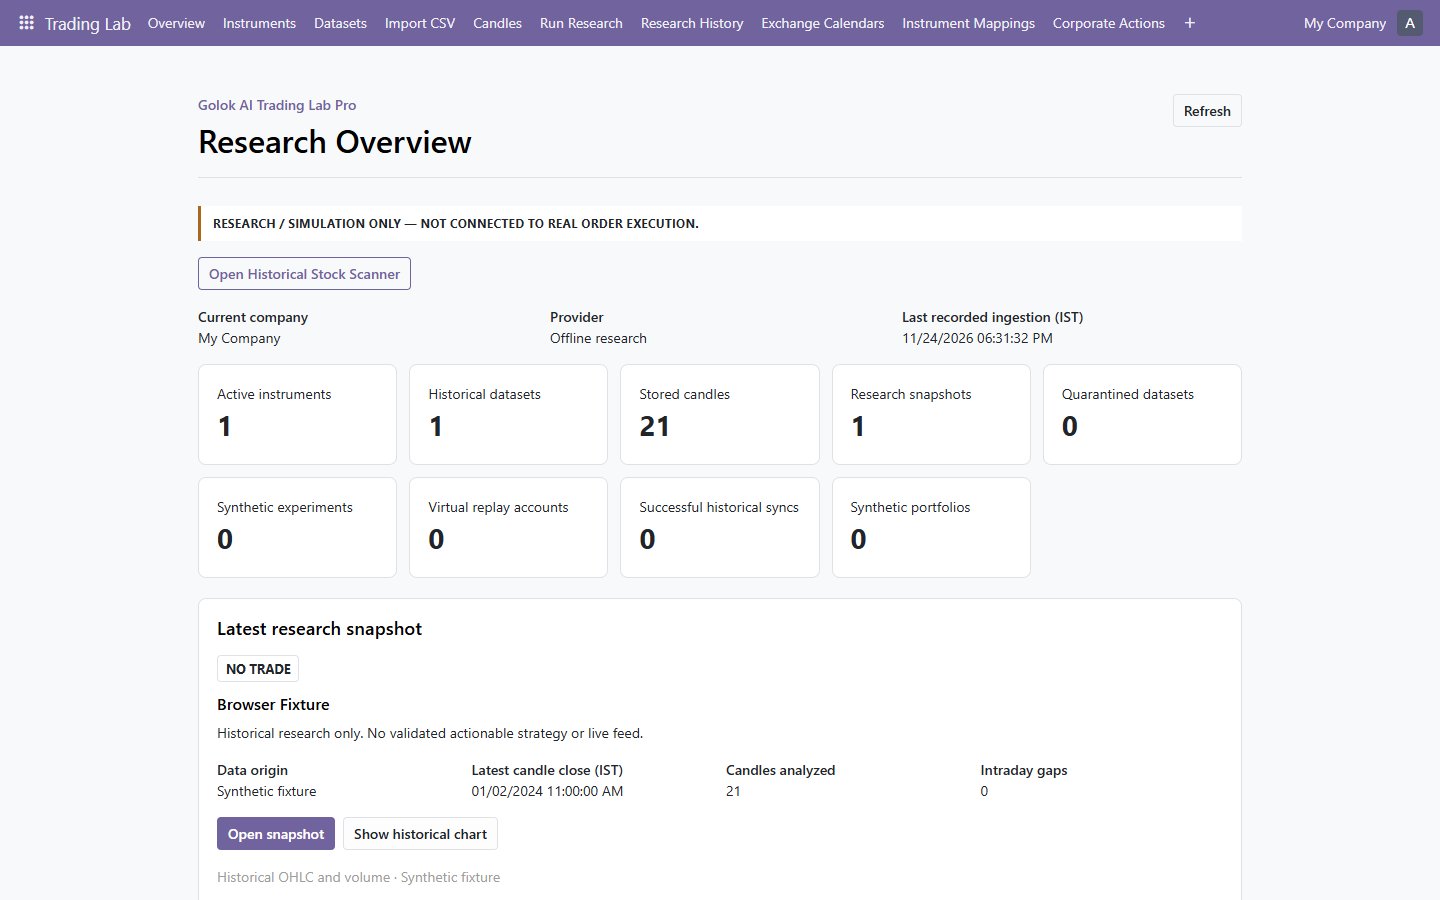 Trading Lab Overview Instruments Datasets Import CSV Candles Run Research Research History Exchange Calendars Instrument Mappings Corporate Actions + My Company A
Golok AI Trading Lab Pro
Refresh
Research Overview
RESEARCH / SIMULATION ONLY — NOT CONNECTED TO REAL ORDER EXECUTION.
Open Historical Stock Scanner
Current company Provider Last recorded ingestion (IST)
My Company Offline research 11/24/2026 06:31:32 PM
Active instruments Historical datasets Stored candles Research snapshots Quarantined datasets
1 1 21 1 0
Synthetic experiments Virtual replay accounts Successful historical syncs Synthetic portfolios
0 0 0 0
Latest research snapshot
NO TRADE
Browser Fixture
Historical research only. No validated actionable strategy or live feed.
Data origin Latest candle close (IST) Candles analyzed Intraday gaps
Synthetic fixture 01/02/2024 11:00:00 AM 21 0
Open snapshot Show historical chart
Historical OHLC and volume · Synthetic fixture